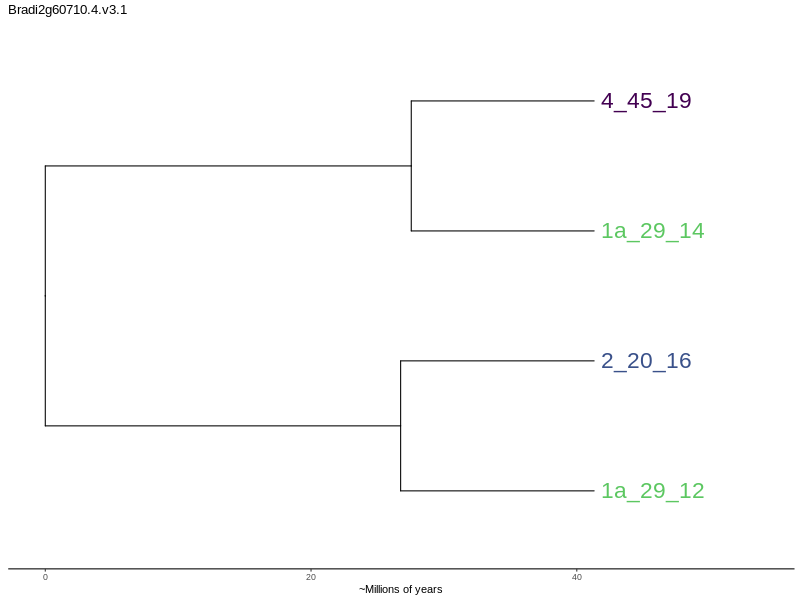 Bradi2g60710.4.v3.1
4_45_19
1a_29_14
2_20_16
1a_29_12
0 20 40
~Millions of years